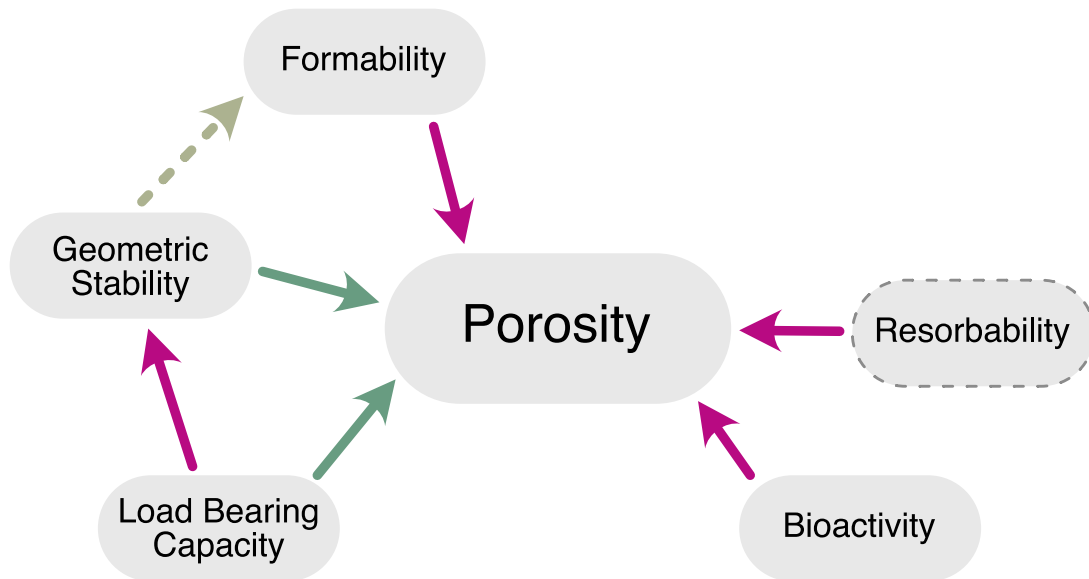 Formability
Geometric
Stability
Porosity
Resorbability
Load Bearing
Capacity
Bioactivity